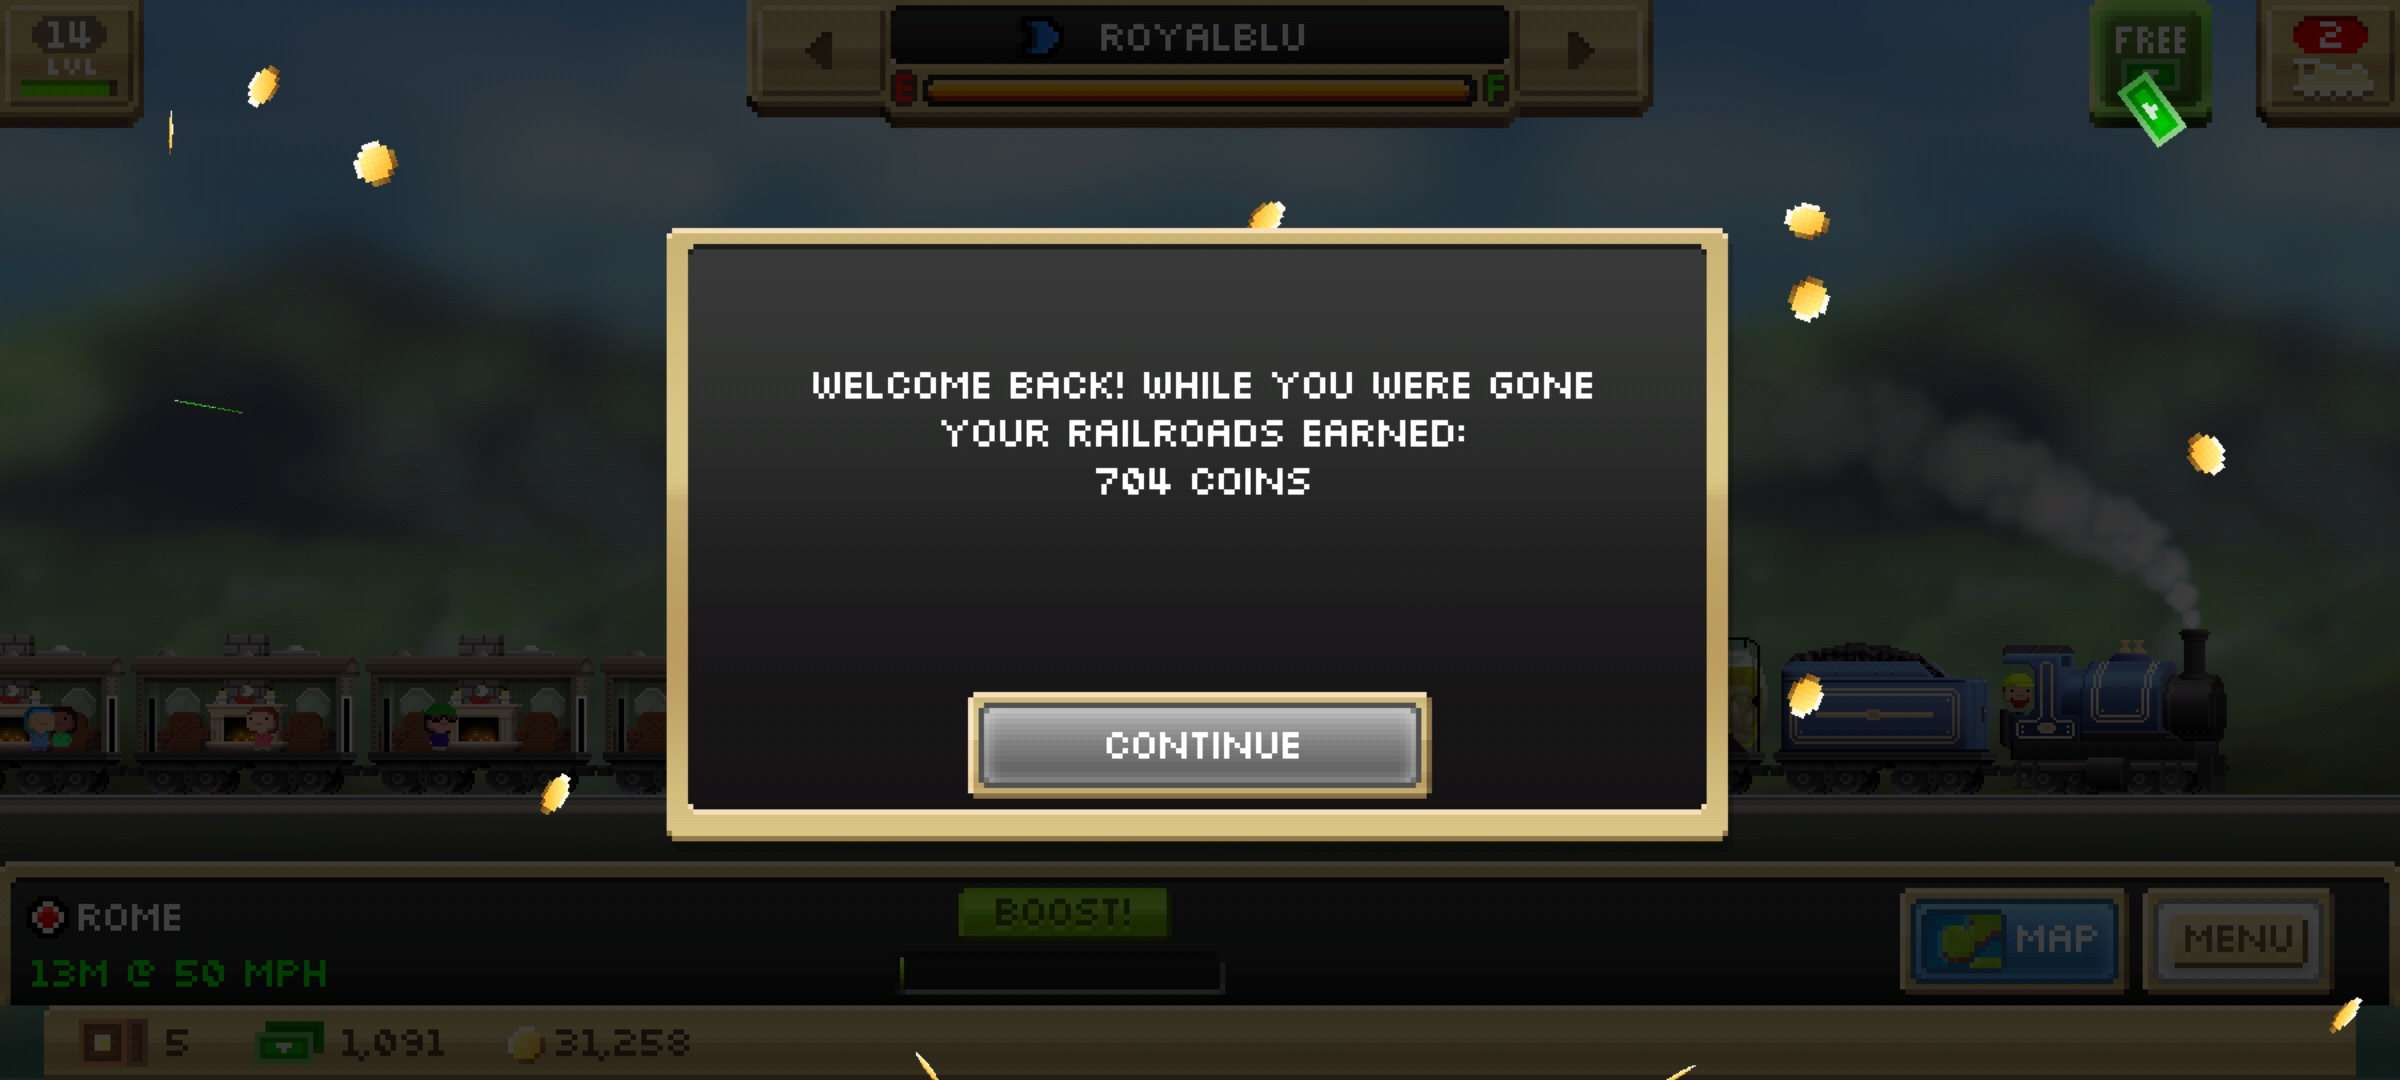 14
LVL
ROYALBLU
E F
FREE
2
WELCOME BACK! WHILE YOU WERE GONE
YOUR RAILROADS EARNED:
704 COINS
CONTINUE
ROME
13M @ 50 MPH
BOOST!
MAP
MENU
5
1,091
31,258